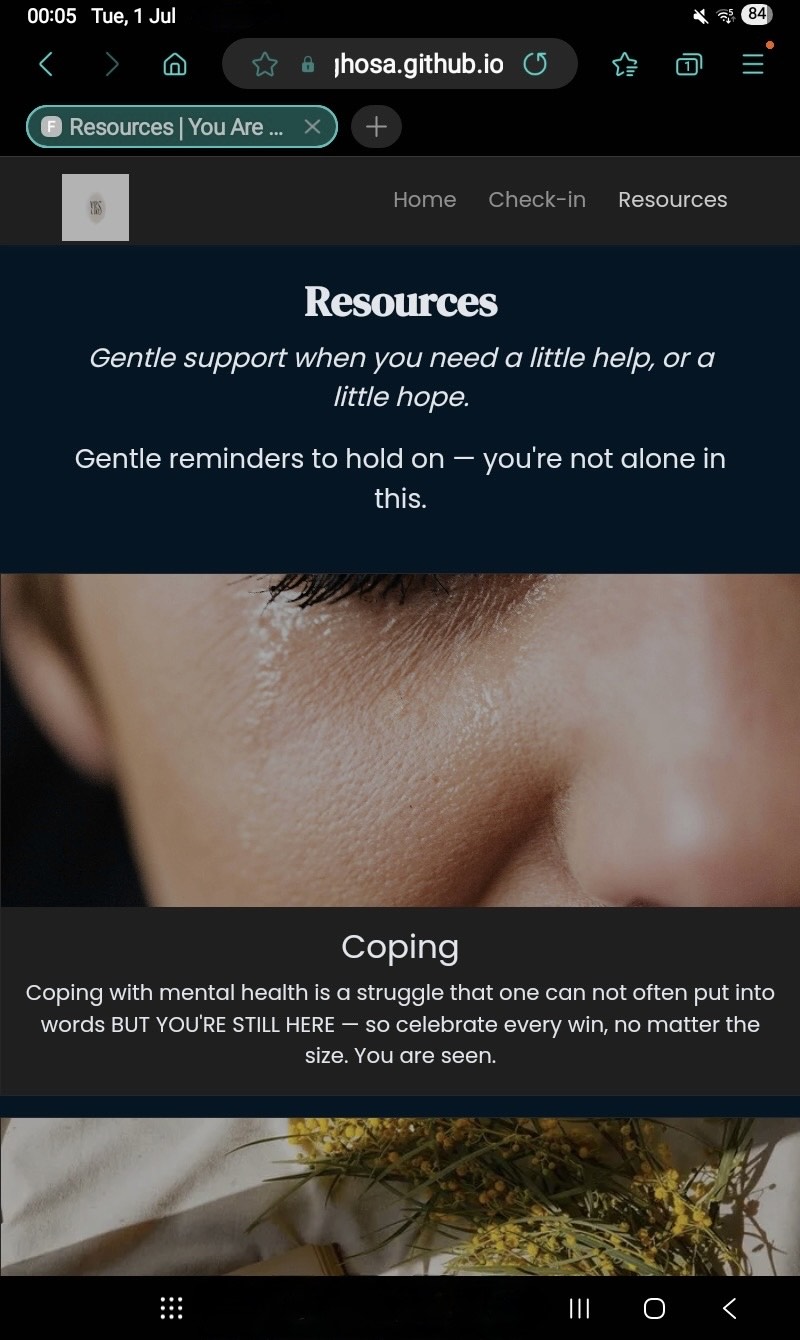 00:05 Tue, 1 Jul 84
ghosa.github.io 1
F Resources | You Are ...
YRS
Home Check-in Resources
Resources
Gentle support when you need a little help, or a
little hope.
Gentle reminders to hold on — you're not alone in
this.
Coping
Coping with mental health is a struggle that one can not often put into
words BUT YOU'RE STILL HERE — so celebrate every win, no matter the
size. You are seen.